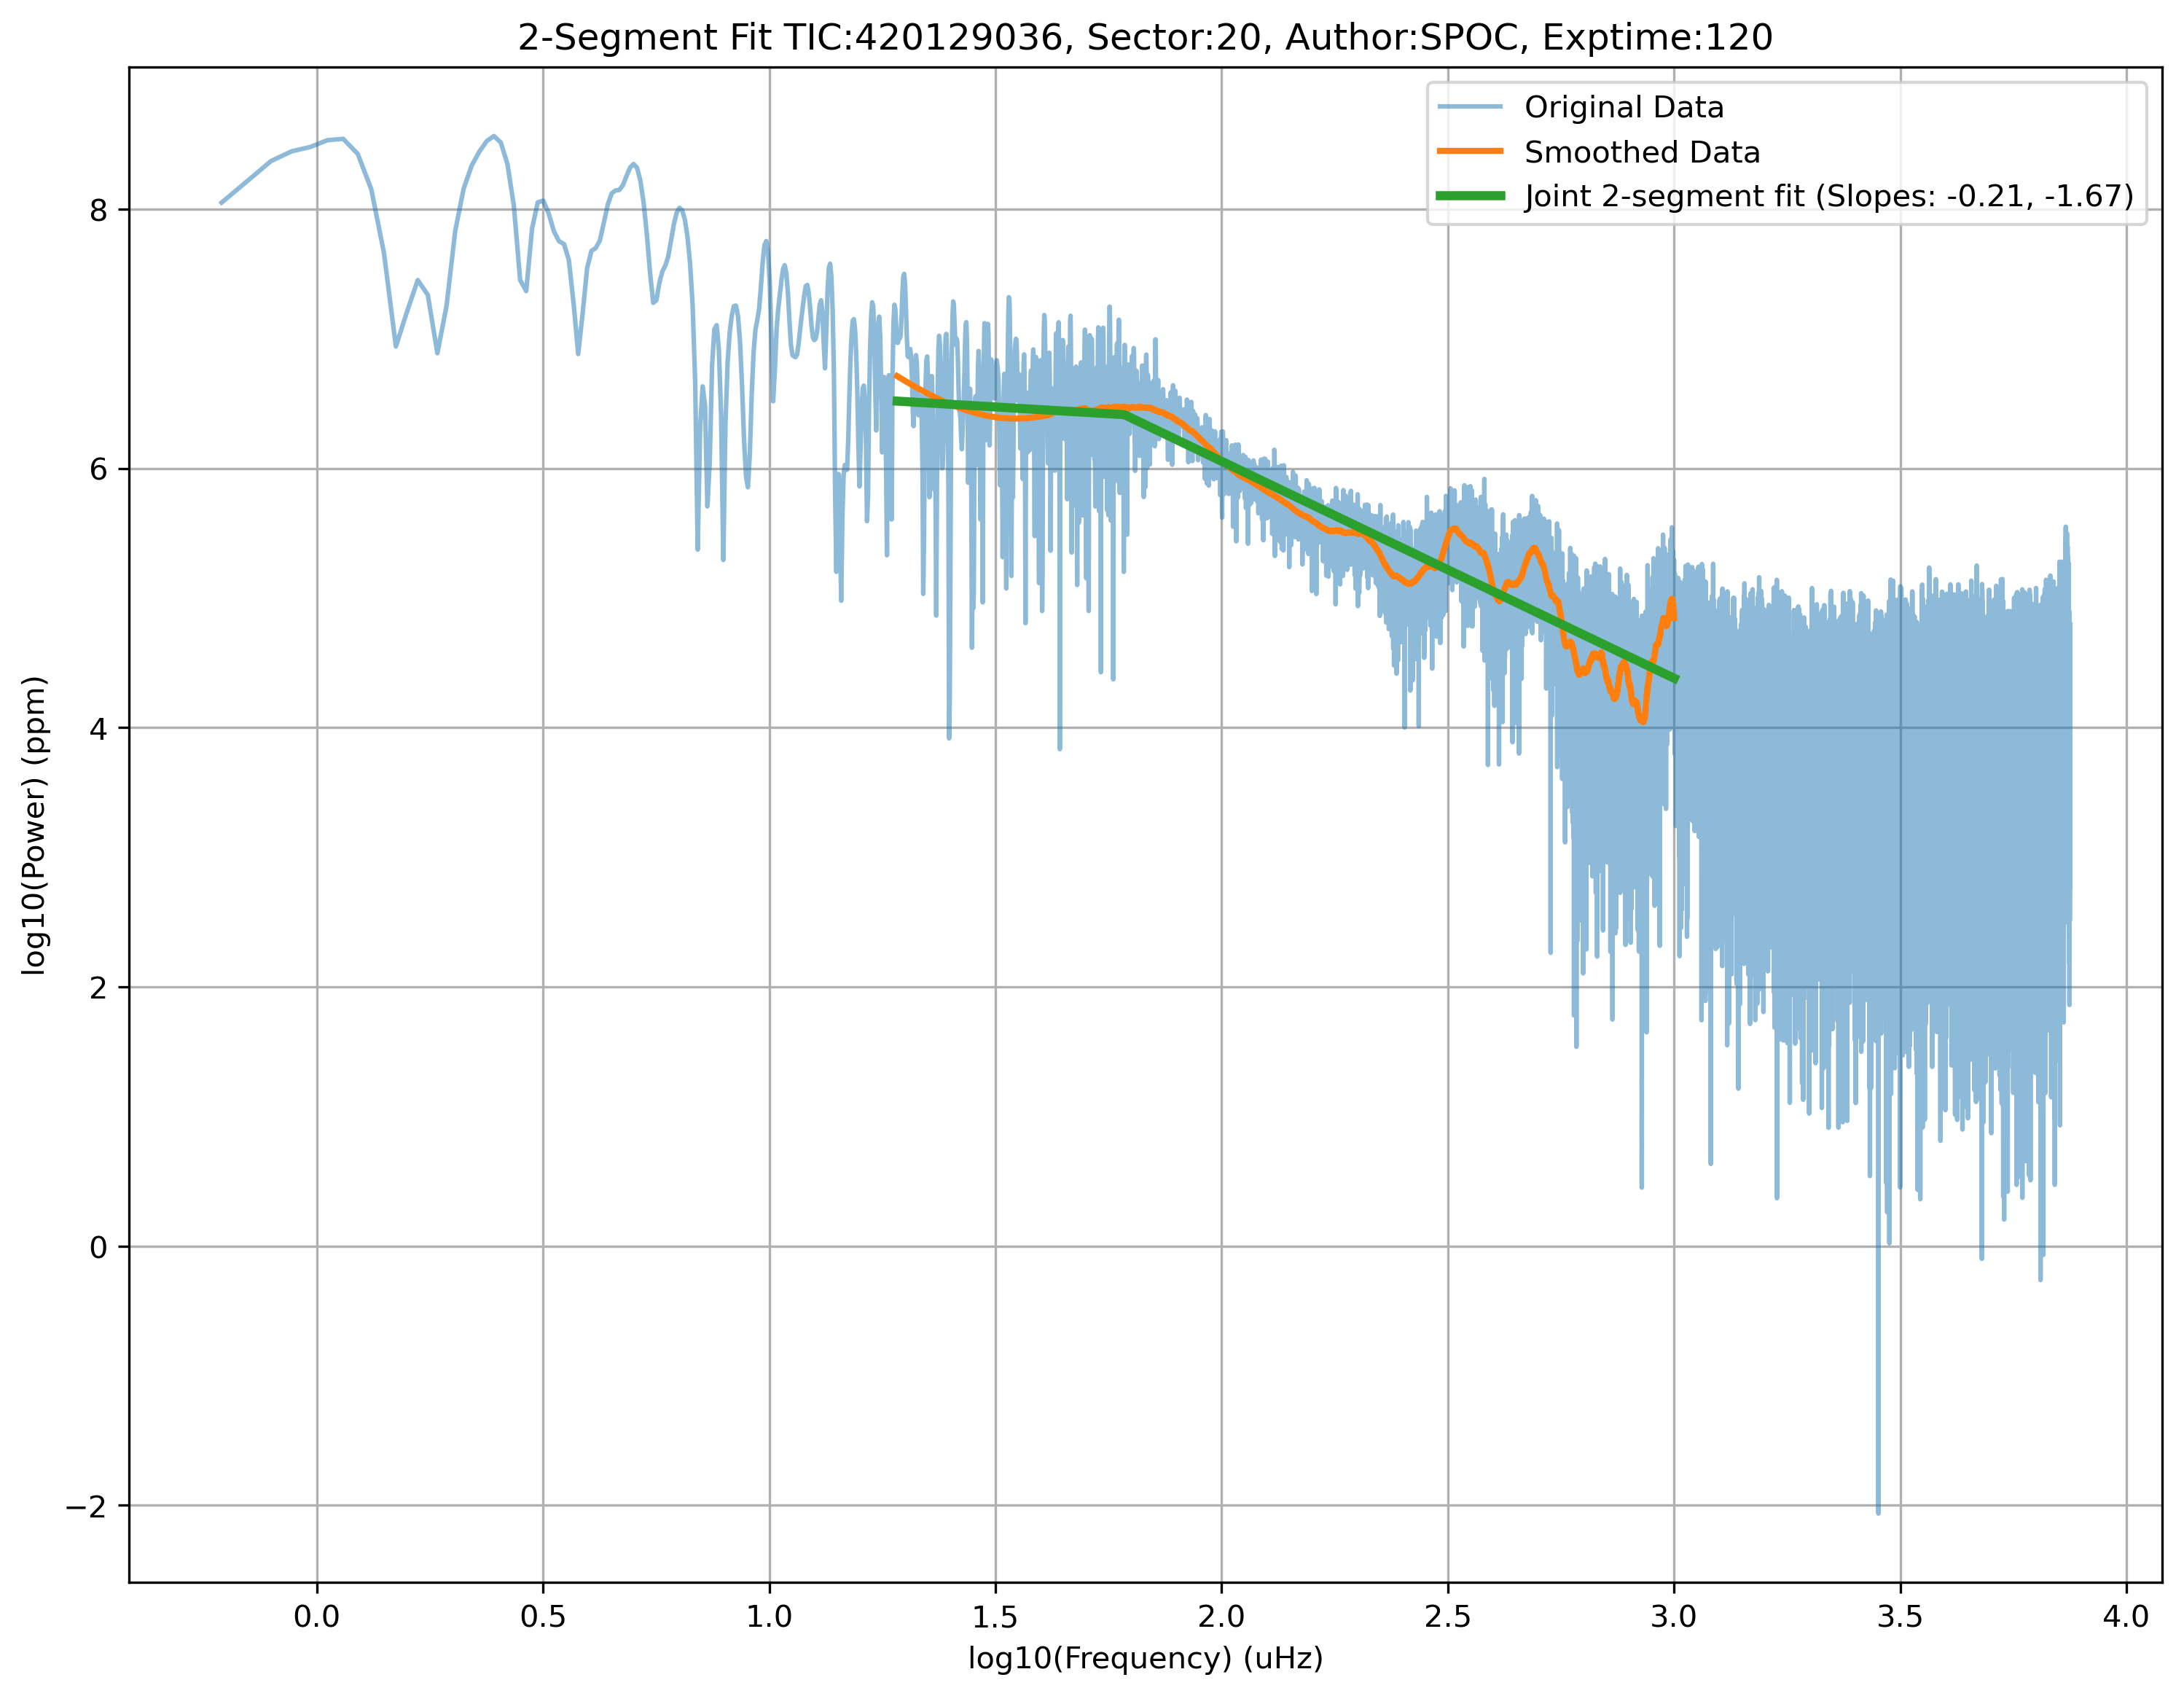 2-Segment Fit TIC:420129036, Sector:20, Author:SPOC, Exptime:120
Original Data
Smoothed Data
Joint 2-segment fit (Slopes: -0.21, -1.67)
log10(Power) (ppm)
8
6
4
2
0
−2
0.0 0.5 1.0 1.5 2.0 2.5 3.0 3.5 4.0
log10(Frequency) (uHz)